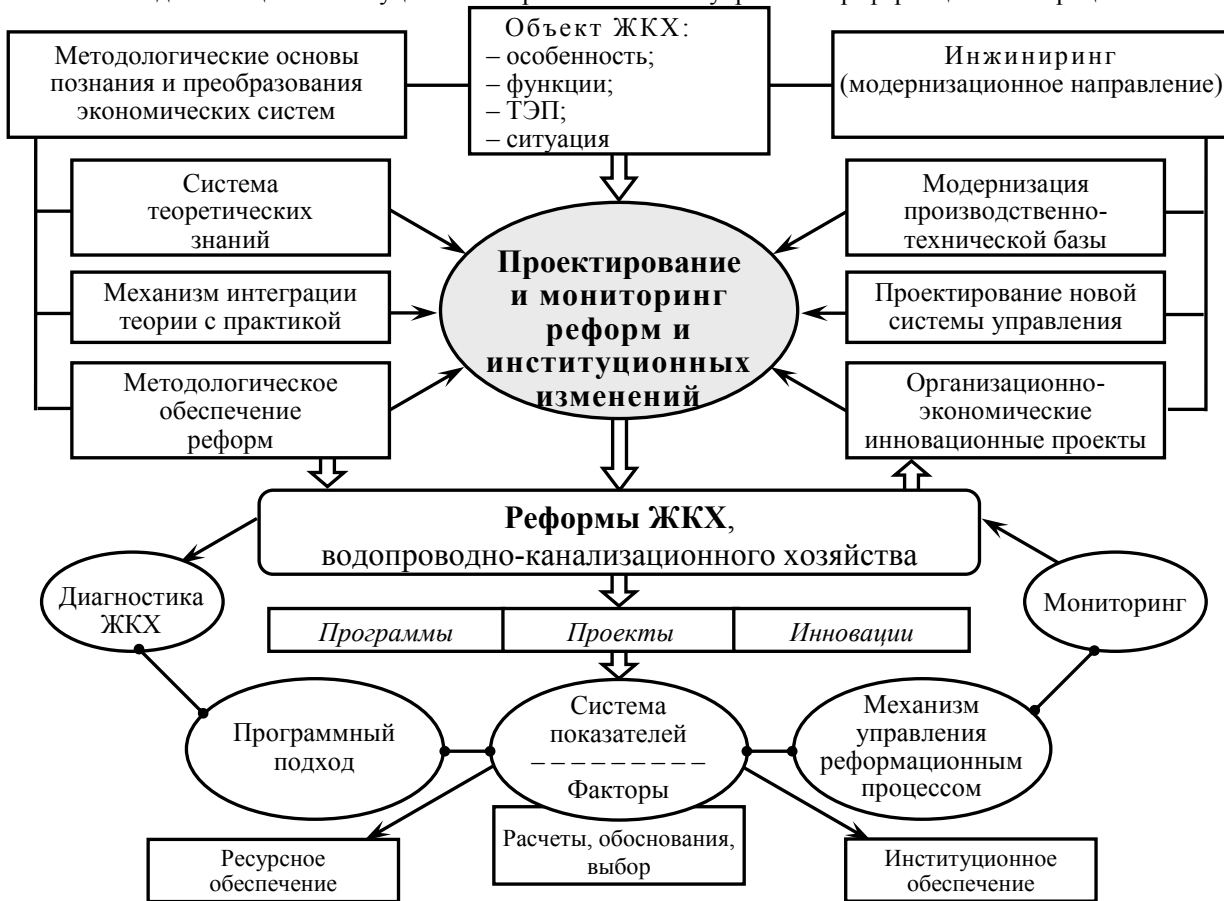 Объект ЖКХ:
– особенность;
– функции;
– ТЭП;
– ситуация
Методологические основы
познания и преобразования
экономических систем
Инжиниринг
(модернизационное направление)
Система
теоретических
знаний
Механизм интеграции
теории с практикой
Методологическое
обеспечение
реформ
Проектирование
и мониторинг
реформ и
институционных
изменений
Модернизация
производственно-
технической базы
Проектирование новой
системы управления
Организационно-
экономические
инновационные проекты
Реформы ЖКХ,
водопроводно-канализационного хозяйства
Диагностика
ЖКХ
Мониторинг
Программы
Проекты
Инновации
Программный
подход
Система
показателей
– – – – – – – – –
Факторы
Механизм
управления
реформационным
процессом
Расчеты, обоснования,
выбор
Ресурсное
обеспечение
Институционное
обеспечение